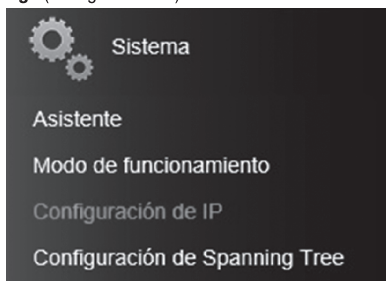 Sistema
Asistente
Modo de funcionamiento
Configuración de IP
Configuración de Spanning Tree